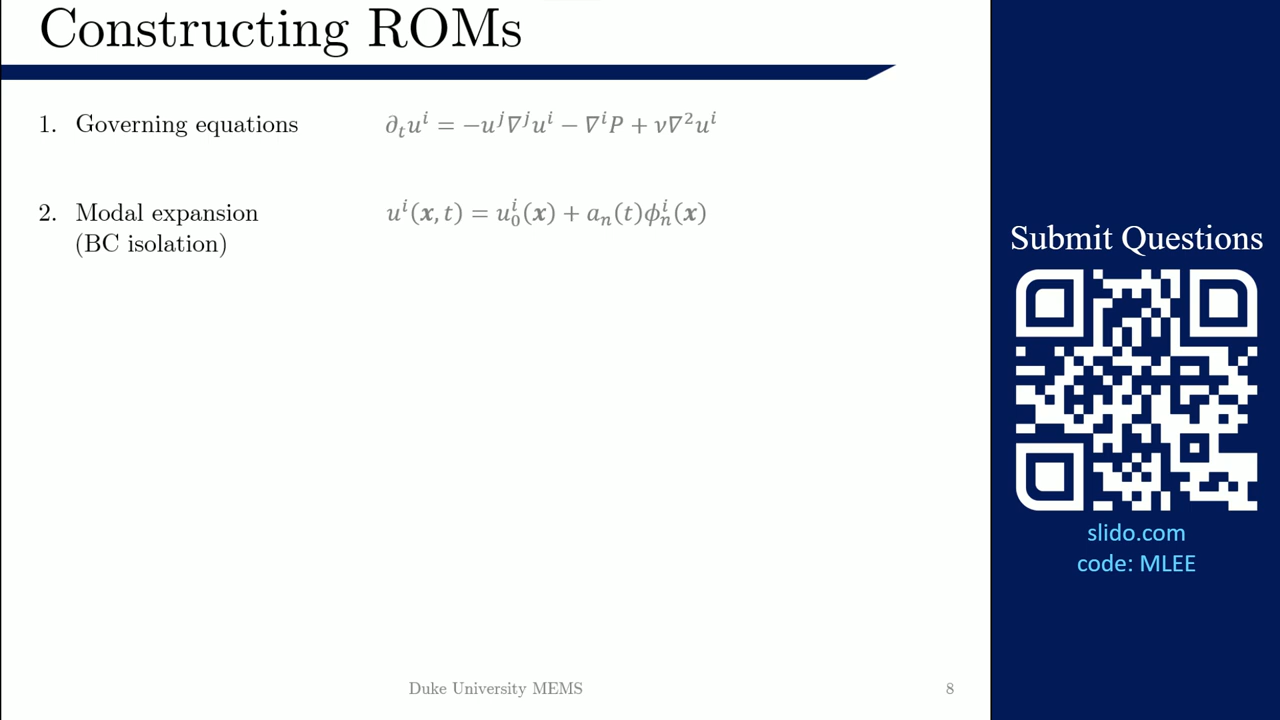 Constructing ROMs
1. Governing equations
∂ₜuⁱ = −uʲ∇ʲuⁱ − ∇ⁱP + ν∇²uⁱ
2. Modal expansion
(BC isolation)
uⁱ(x, t) = u₀ⁱ(x) + aₙ(t)ϕₙⁱ(x)
Submit Questions
slido.com
code: MLEE
Duke University MEMS
8